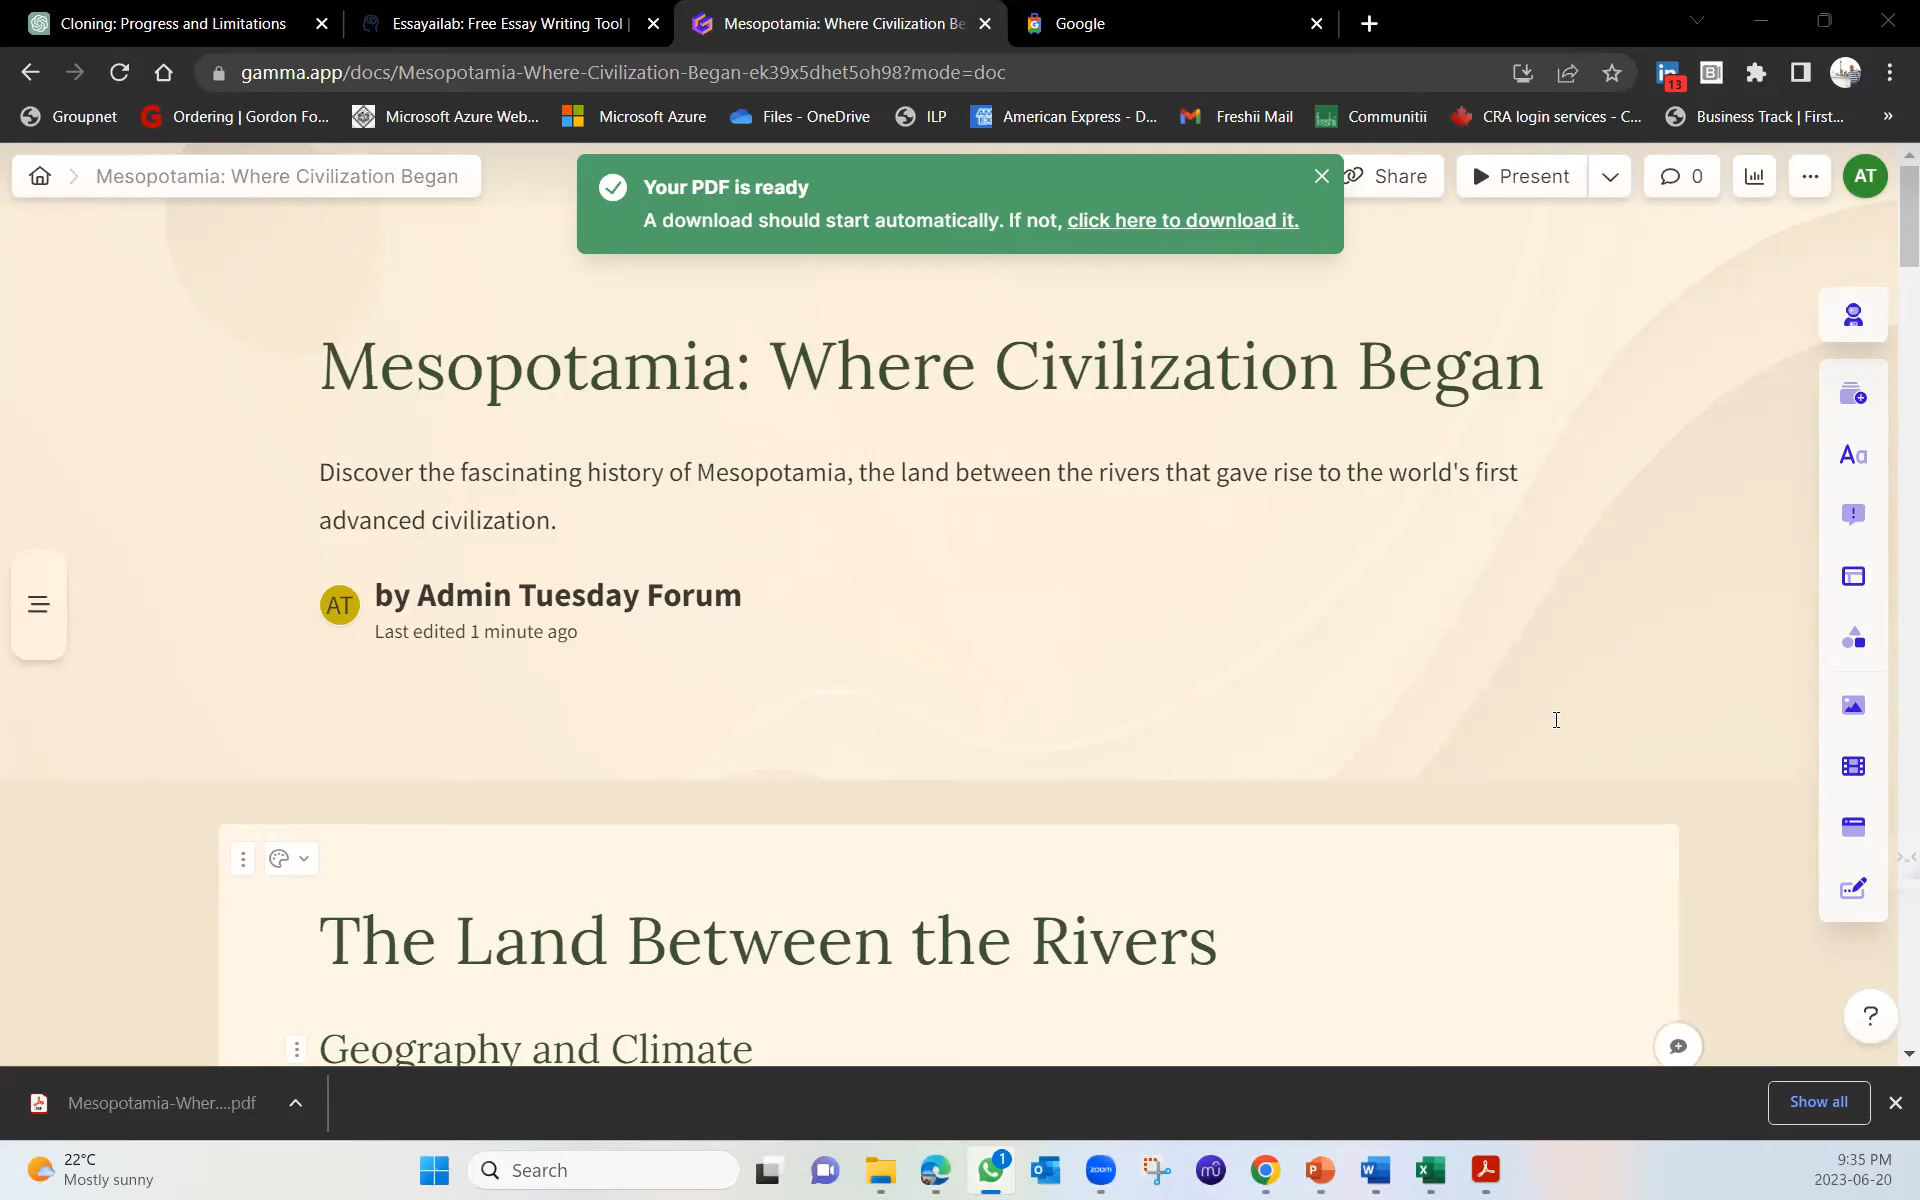 Cloning: Progress and Limitations
Essayailab: Free Essay Writing Tool |
Mesopotamia: Where Civilization Be
Google
gamma.app/docs/Mesopotamia-Where-Civilization-Began-ek39x5dhet5oh98?mode=doc
13
Groupnet
Ordering | Gordon Fo...
Microsoft Azure Web...
Microsoft Azure
Files - OneDrive
ILP
American Express - D...
Freshii Mail
Communitii
CRA login services - C...
Business Track | First...
»
Mesopotamia: Where Civilization Began
Your PDF is ready
A download should start automatically. If not, click here to download it.
Share
Present
0
AT
Mesopotamia: Where Civilization Began
Discover the fascinating history of Mesopotamia, the land between the rivers that gave rise to the world's first
advanced civilization.
AT
by Admin Tuesday Forum
Last edited 1 minute ago
Aa
The Land Between the Rivers
Geography and Climate
?
Mesopotamia-Wher....pdf
Show all
22°C
Mostly sunny
Search
1
zoom
9:35 PM
2023-06-20